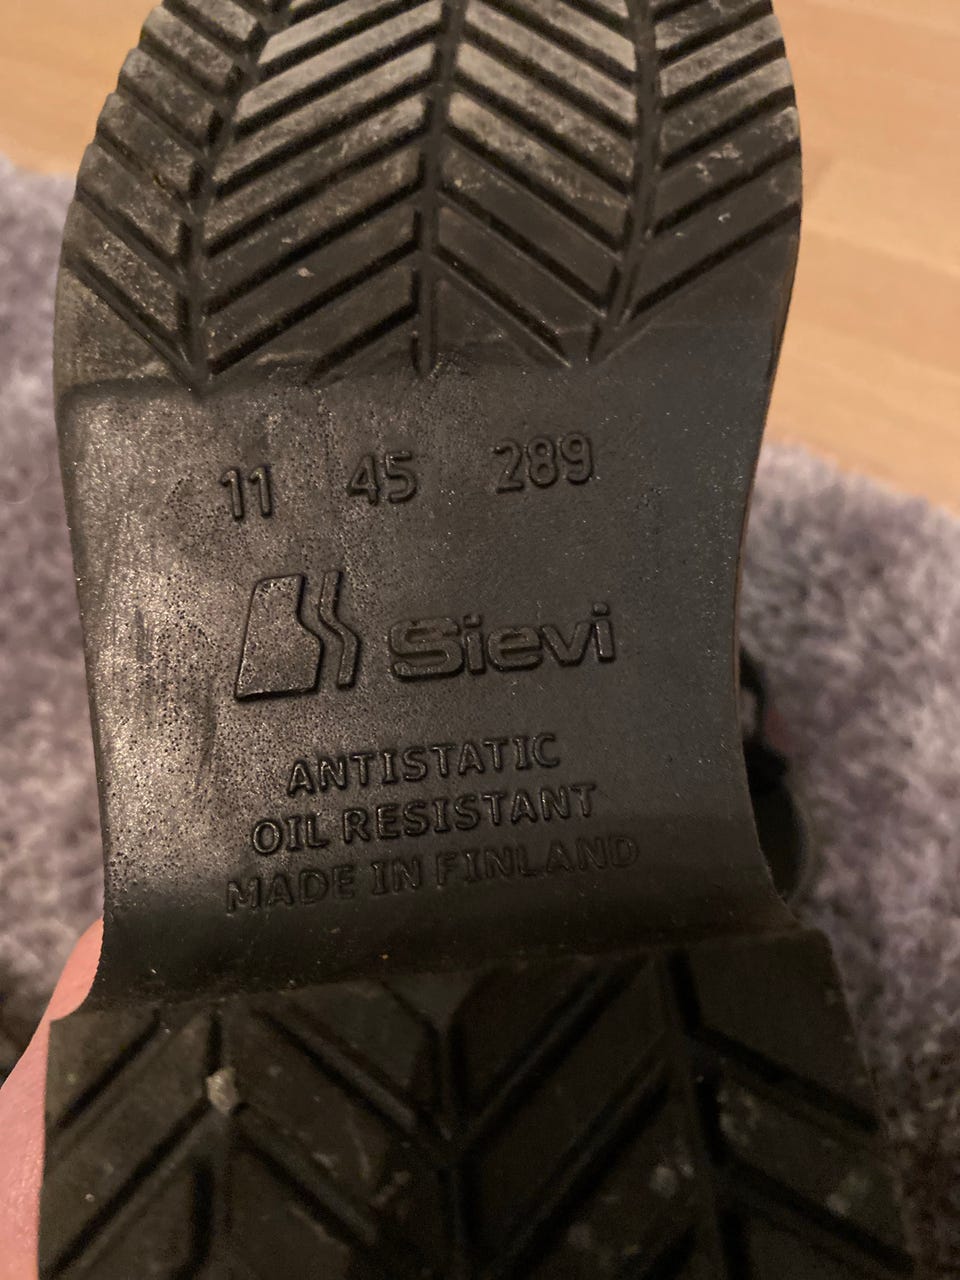 11 45 289
Sievi
ANTISTATIC
OIL RESISTANT
MADE IN FINLAND